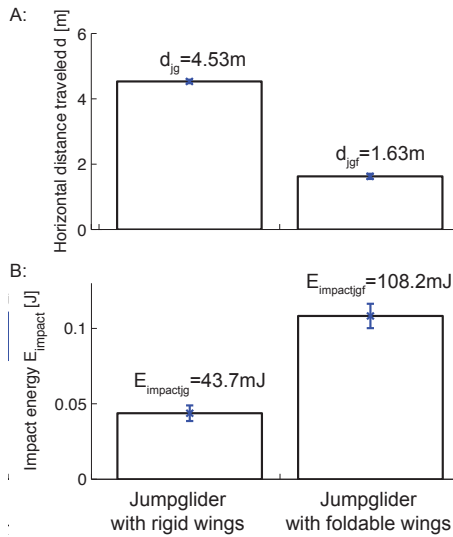 A:
Horizontal distance traveled d [m]
6
4
2
0
d_jg=4.53m
d_jgf=1.63m
B:
Impact energy E_impact [J]
0.1
0.05
0
E_impactjg=43.7mJ
E_impactjgf=108.2mJ
Jumpglider
with rigid wings
Jumpglider
with foldable wings